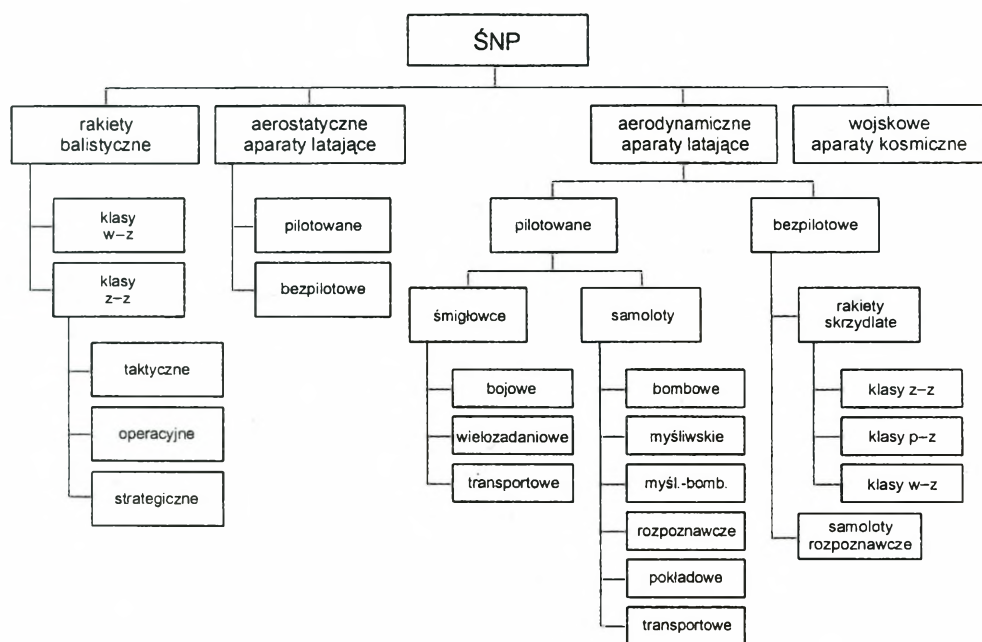 ŚNP
rakiety
balistyczne
aerostatyczne
aparaty latające
aerodynamiczne
aparaty latające
wojskowe
aparaty kosmiczne
klasy
w–z
klasy
z–z
taktyczne
operacyjne
strategiczne
pilotowane
bezpilotowe
pilotowane
bezpilotowe
śmigłowce
samoloty
bojowe
wielozadaniowe
transportowe
bombowe
myśliwskie
myśl.-bomb.
rozpoznawcze
pokładowe
transportowe
rakiety
skrzydlate
klasy z–z
klasy p–z
klasy w–z
samoloty
rozpoznawcze